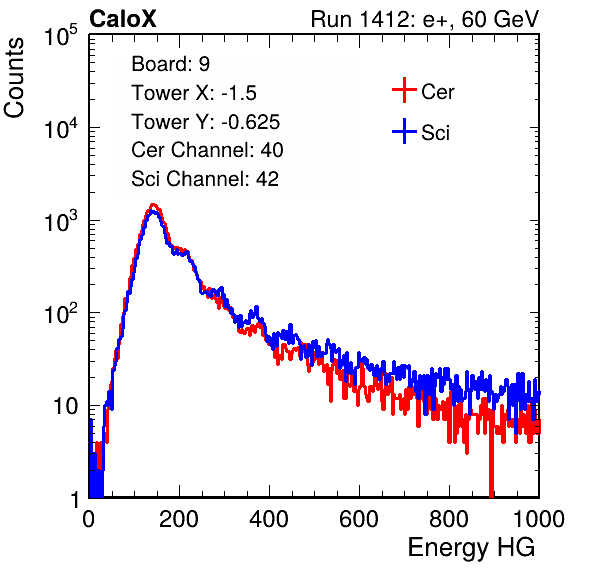 CaloX Run 1412: e+, 60 GeV
Counts
10^5
10^4
10^3
10^2
10
1
Board: 9
Tower X: -1.5
Tower Y: -0.625
Cer Channel: 40
Sci Channel: 42
Cer
Sci
0 200 400 600 800 1000
Energy HG